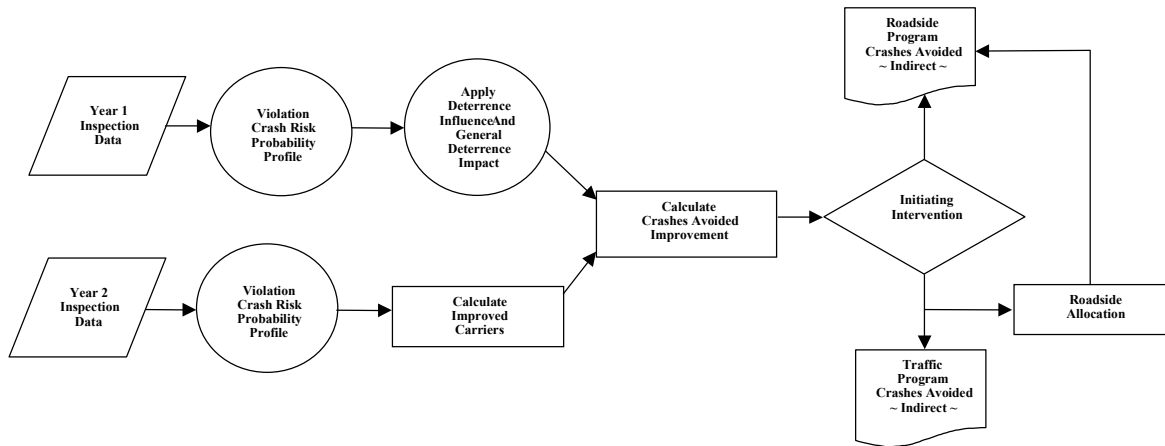 Year 1
Inspection
Data
Violation
Crash Risk
Probability
Profile
Apply
Deterrence
InfluenceAnd
General
Deterrence
Impact
Year 2
Inspection
Data
Violation
Crash Risk
Probability
Profile
Calculate
Improved
Carriers
Calculate
Crashes Avoided
Improvement
Initiating
Intervention
Roadside
Program
Crashes Avoided
~ Indirect ~
Roadside
Allocation
Traffic
Program
Crashes Avoided
~ Indirect ~